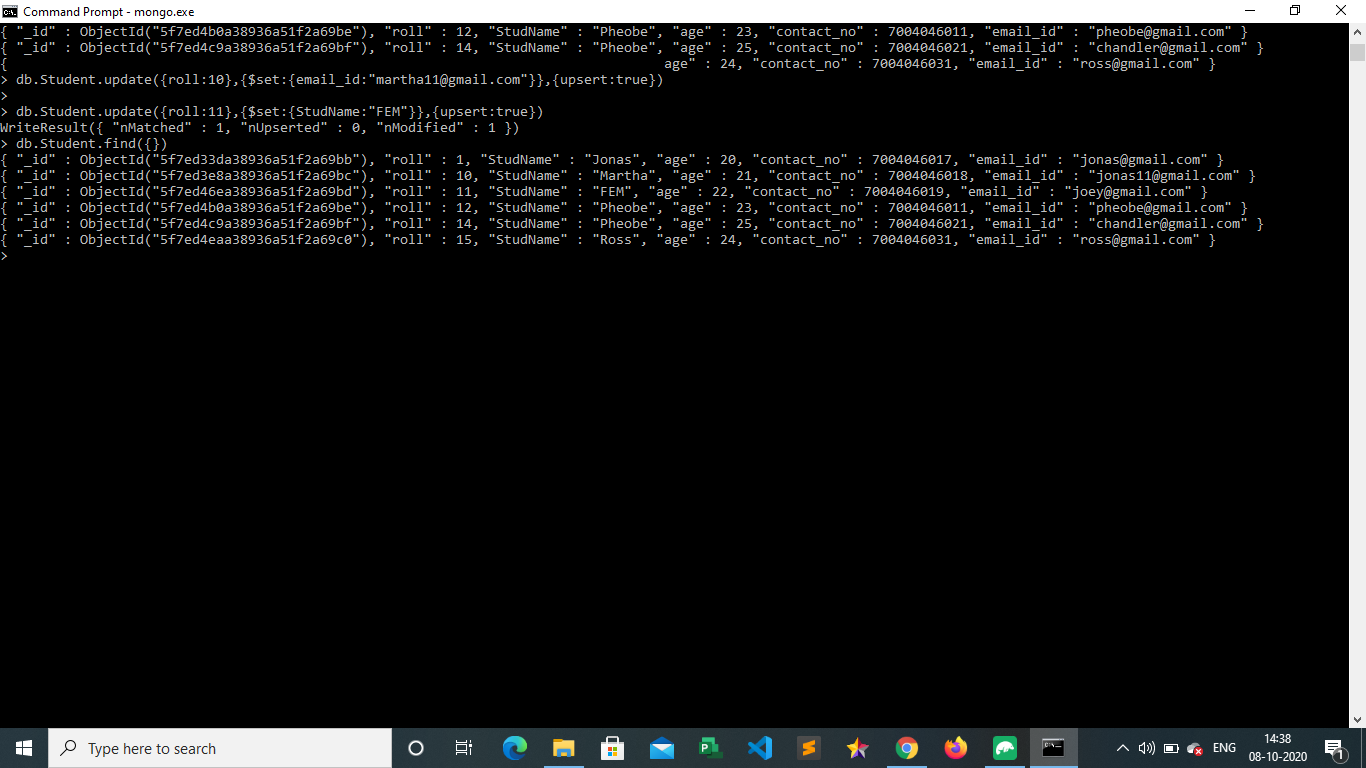 Command Prompt - mongo.exe
{ "_id" : ObjectId("5f7ed4b0a38936a51f2a69be"), "roll" : 12, "StudName" : "Pheobe", "age" : 23, "contact_no" : 7004046011, "email_id" : "pheobe@gmail.com" }
{ "_id" : ObjectId("5f7ed4c9a38936a51f2a69bf"), "roll" : 14, "StudName" : "Pheobe", "age" : 25, "contact_no" : 7004046021, "email_id" : "chandler@gmail.com" }
{ age" : 24, "contact_no" : 7004046031, "email_id" : "ross@gmail.com" }
> db.Student.update({roll:10},{$set:{email_id:"martha11@gmail.com"}},{upsert:true})
>
> db.Student.update({roll:11},{$set:{StudName:"FEM"}},{upsert:true})
WriteResult({ "nMatched" : 1, "nUpserted" : 0, "nModified" : 1 })
> db.Student.find({})
{ "_id" : ObjectId("5f7ed33da38936a51f2a69bb"), "roll" : 1, "StudName" : "Jonas", "age" : 20, "contact_no" : 7004046017, "email_id" : "jonas@gmail.com" }
{ "_id" : ObjectId("5f7ed3e8a38936a51f2a69bc"), "roll" : 10, "StudName" : "Martha", "age" : 21, "contact_no" : 7004046018, "email_id" : "jonas11@gmail.com" }
{ "_id" : ObjectId("5f7ed46ea38936a51f2a69bd"), "roll" : 11, "StudName" : "FEM", "age" : 22, "contact_no" : 7004046019, "email_id" : "joey@gmail.com" }
{ "_id" : ObjectId("5f7ed4b0a38936a51f2a69be"), "roll" : 12, "StudName" : "Pheobe", "age" : 23, "contact_no" : 7004046011, "email_id" : "pheobe@gmail.com" }
{ "_id" : ObjectId("5f7ed4c9a38936a51f2a69bf"), "roll" : 14, "StudName" : "Pheobe", "age" : 25, "contact_no" : 7004046021, "email_id" : "chandler@gmail.com" }
{ "_id" : ObjectId("5f7ed4eaa38936a51f2a69c0"), "roll" : 15, "StudName" : "Ross", "age" : 24, "contact_no" : 7004046031, "email_id" : "ross@gmail.com" }
>
Type here to search
ENG
14:38
08-10-2020
1